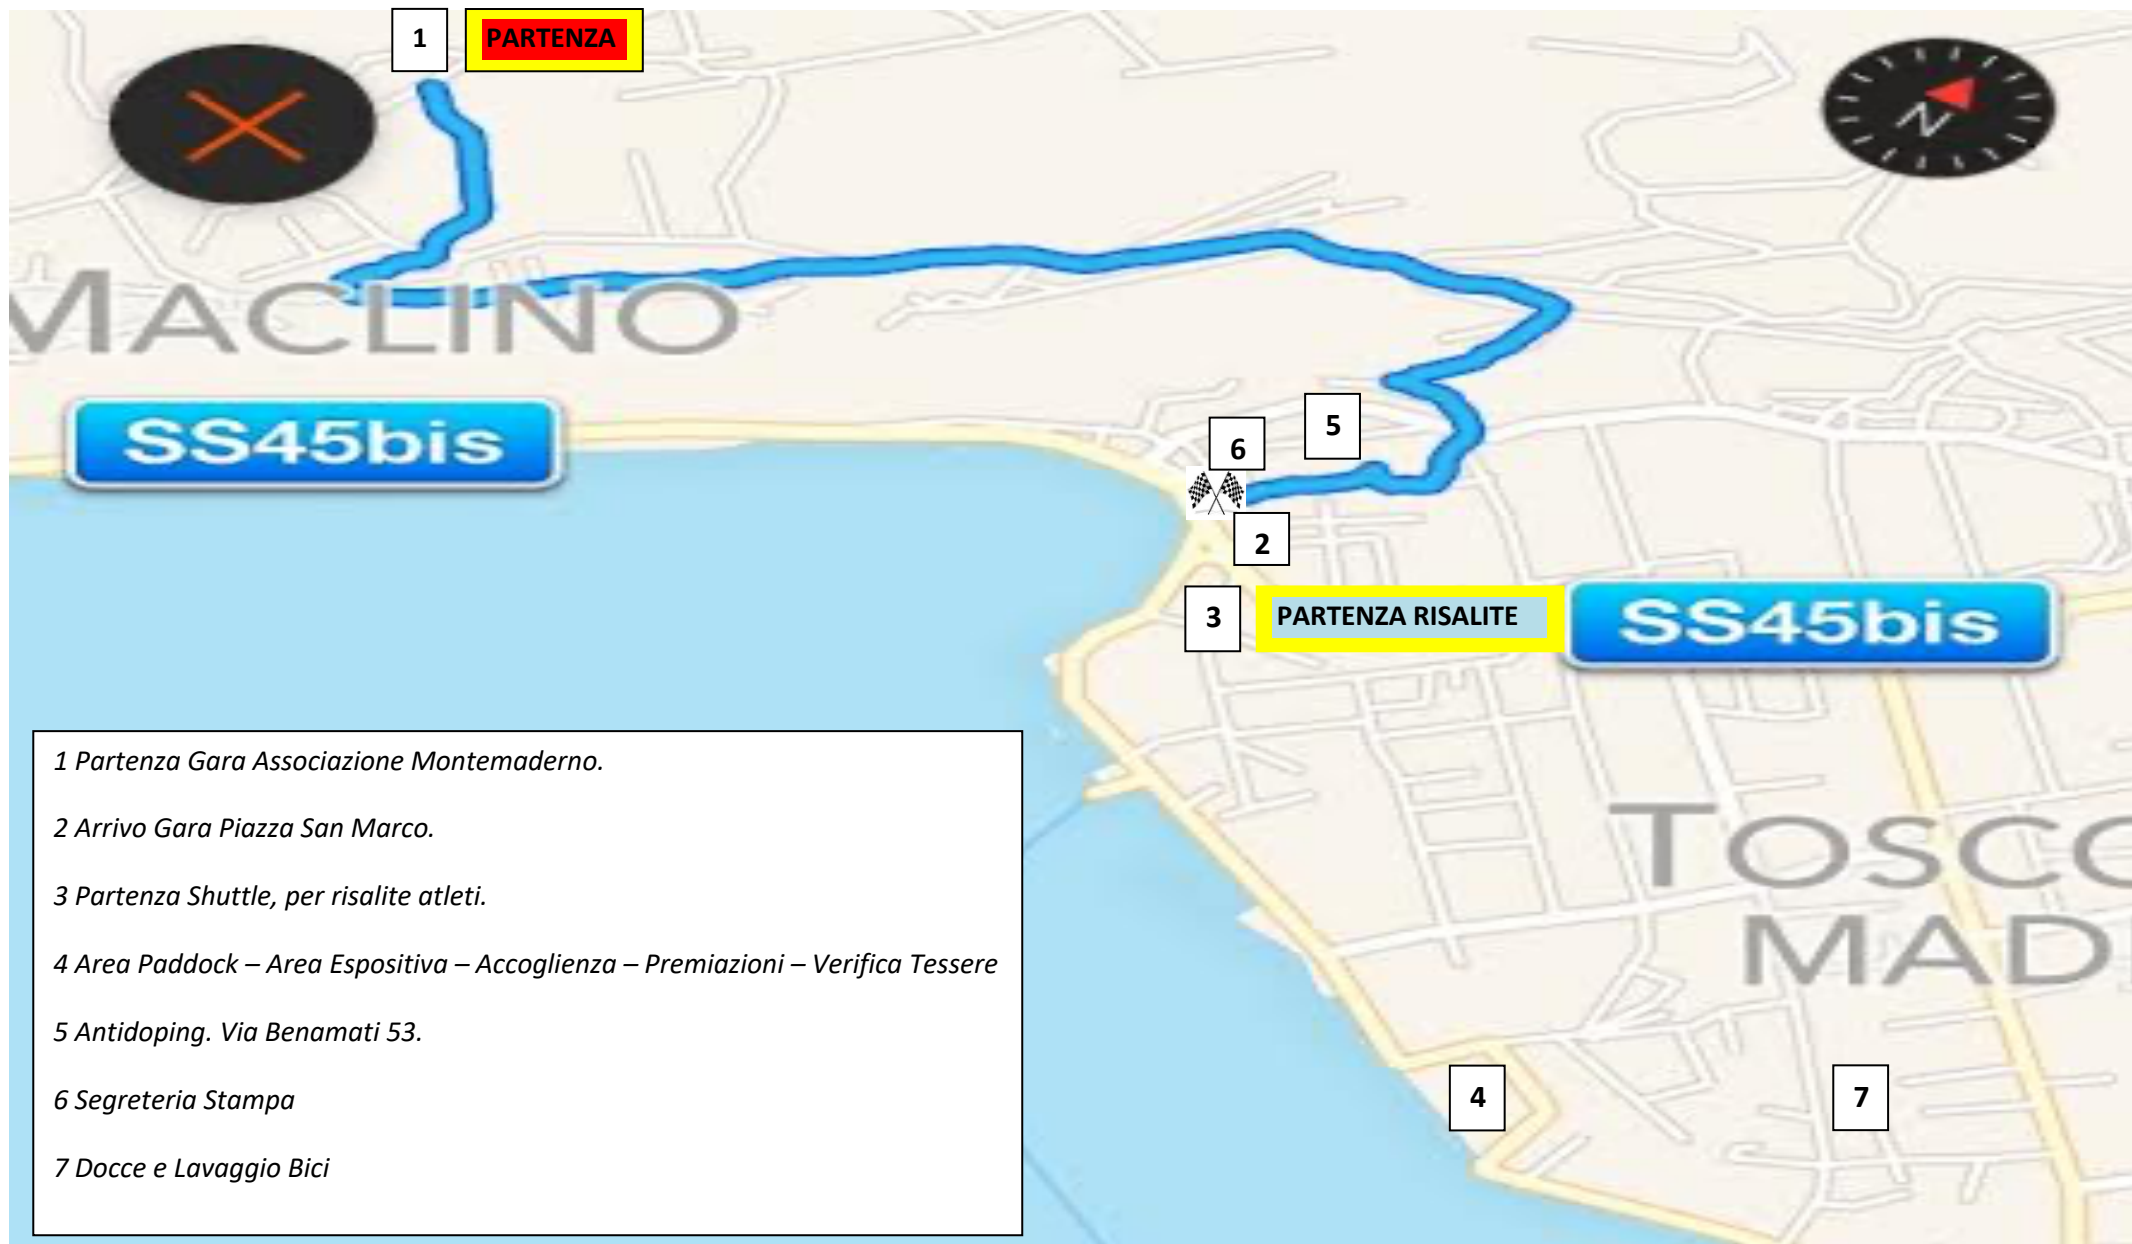 1
PARTENZA
N
MACLINO
SS45bis
5
6
2
3
PARTENZA RISALITE
SS45bis
1 Partenza Gara Associazione Montemaderno.
2 Arrivo Gara Piazza San Marco.
3 Partenza Shuttle, per risalite atleti.
4 Area Paddock – Area Espositiva – Accoglienza – Premiazioni – Verifica Tessere
5 Antidoping. Via Benamati 53.
6 Segreteria Stampa
7 Docce e Lavaggio Bici
TOSCO
MAD
4
7